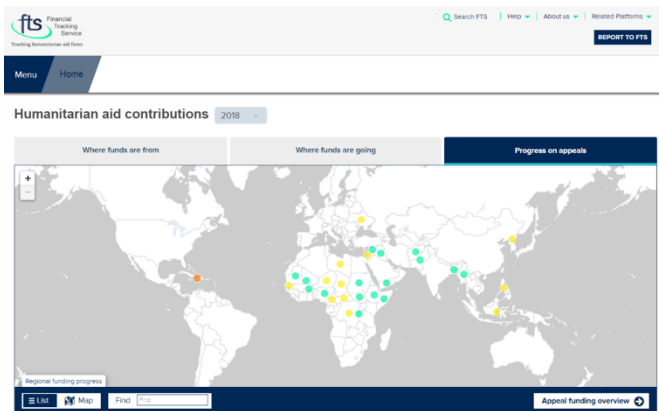 fts Financial
Tracking
Service
Tracking humanitarian aid flows
Search FTS Help About us Related Platforms
REPORT TO FTS
Menu Home
Humanitarian aid contributions 2018
Where funds are from Where funds are going Progress on appeals
+
−
Regional funding progress
List Map Find Find
Appeal funding overview